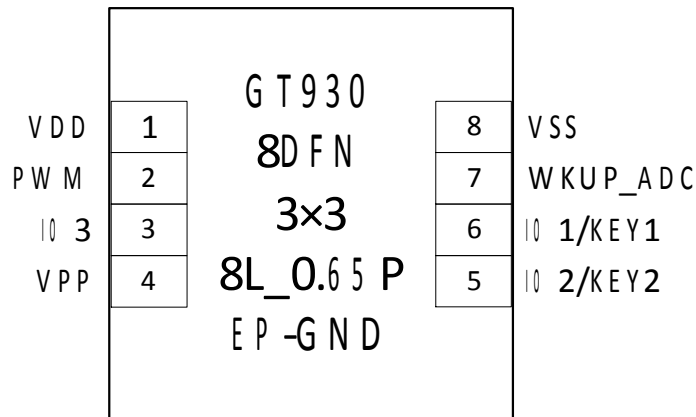 GT930
8DFN
3×3
8L_0.65P
EP-GND
VDD 1
PWM 2
IO 3 3
VPP 4
8 VSS
7 WKUP_ADC
6 IO 1/KEY1
5 IO 2/KEY2